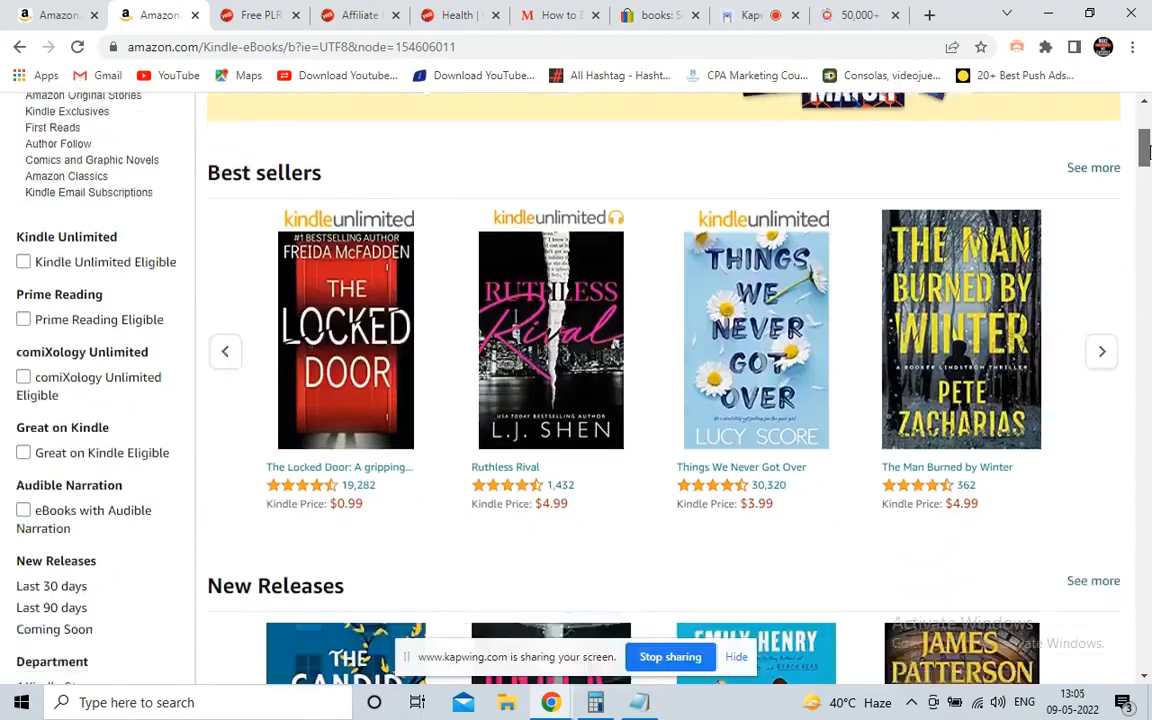 Amazon.
Amazon.
Free PLR
Affiliate
Health |
How to E
books: S
Kapw
50,000+
amazon.com/Kindle-eBooks/b?ie=UTF8&node=154606011
Apps
Gmail
YouTube
Maps
Download Youtube...
Download YouTube...
All Hashtag - Hasht...
CPA Marketing Cou...
Consolas, videojue...
20+ Best Push Ads...
Amazon Original Stories
Kindle Exclusives
First Reads
Author Follow
Comics and Graphic Novels
Amazon Classics
Kindle Email Subscriptions
Kindle Unlimited
Kindle Unlimited Eligible
Prime Reading
Prime Reading Eligible
comiXology Unlimited
comiXology Unlimited
Eligible
Great on Kindle
Great on Kindle Eligible
Audible Narration
eBooks with Audible
Narration
New Releases
Last 30 days
Last 90 days
Coming Soon
Department
MATCH
Best sellers
See more
kindleunlimited
#1 BESTSELLING AUTHOR
FREIDA McFADDEN
THE
LOCKED
DOOR
The Locked Door: A gripping...
19,282
Kindle Price: $0.99
kindleunlimited
RUTHLESS
Rival
USA TODAY BESTSELLING AUTHOR
L.J. SHEN
Ruthless Rival
1,432
Kindle Price: $4.99
kindleunlimited
THINGS
WE
NEVER
GOT
OVER
LUCY SCORE
Things We Never Got Over
30,320
Kindle Price: $3.99
THE MAN
BURNED BY
WINTER
A ROOKER LINDSTRÖM THRILLER
PETE
ZACHARIAS
The Man Burned by Winter
362
Kindle Price: $4.99
New Releases
See more
THE
EMILY HENRY
JAMES
PATTERSON
Activate Windows
www.kapwing.com is sharing your screen.
Stop sharing
Hide
Type here to search
40°C Haze
ENG
13:05
09-05-2022
3